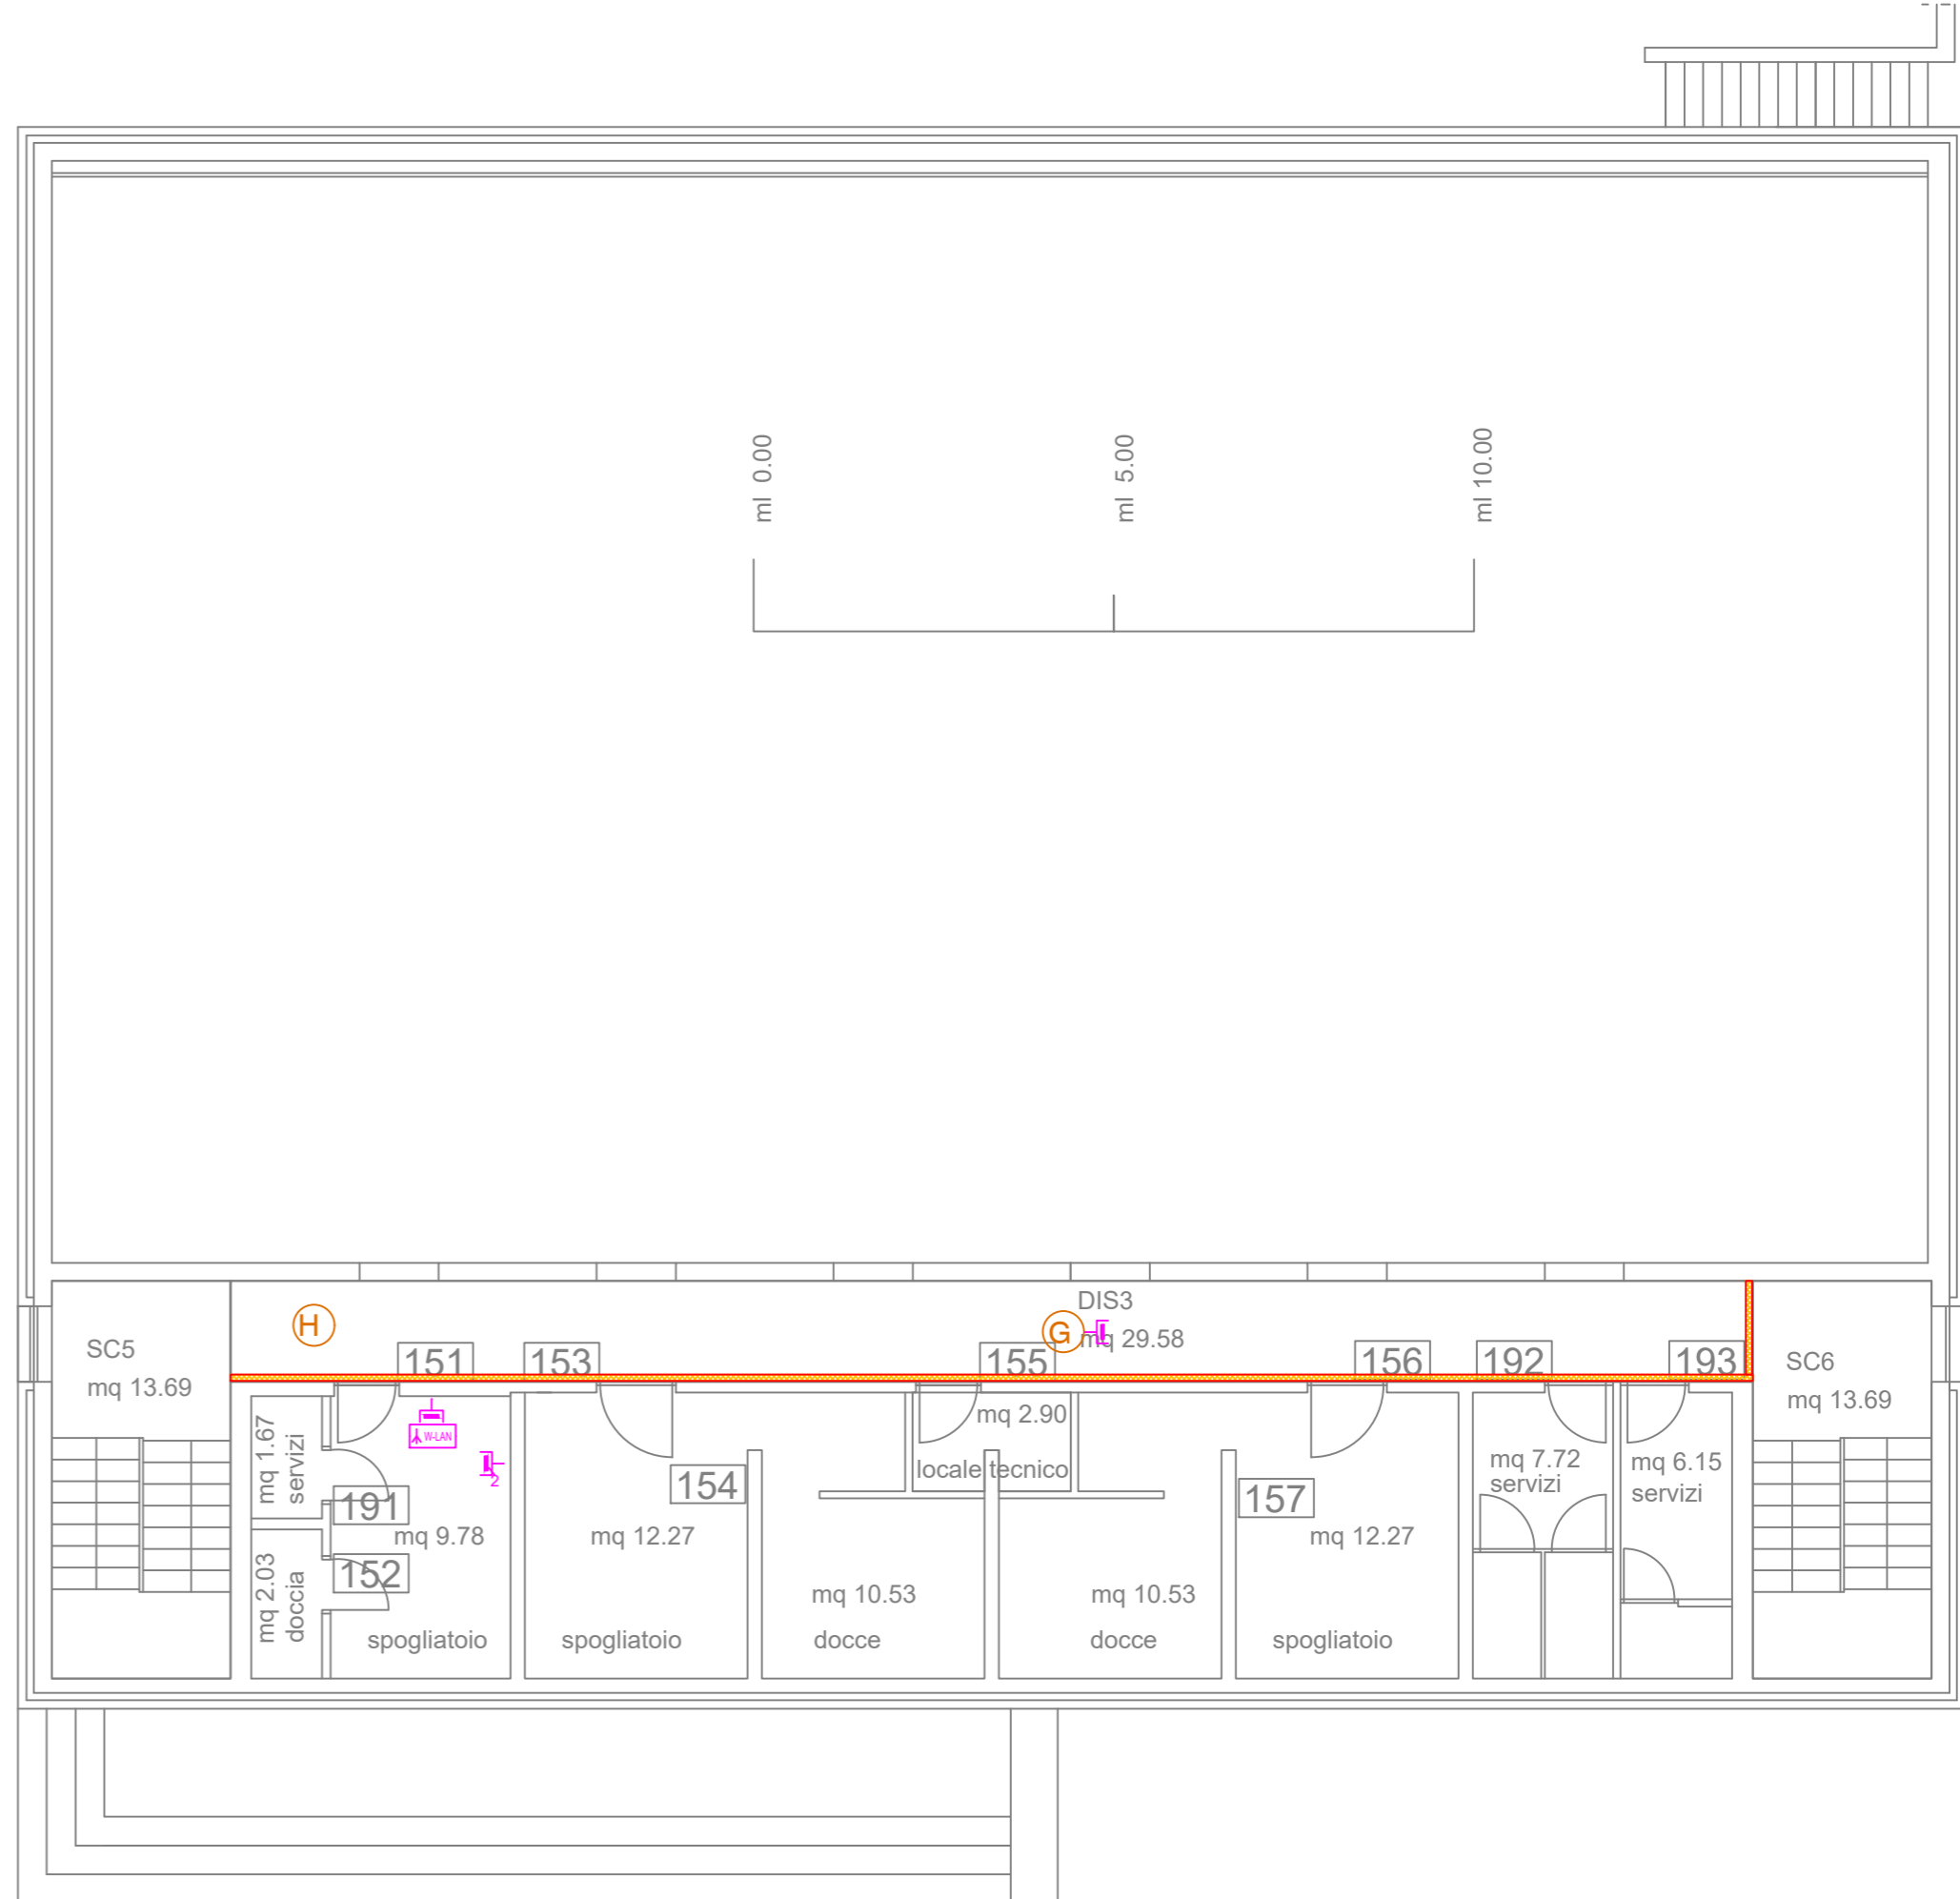 ml 0.00
ml 5.00
ml 10.00
DIS3
mq 29.58
H
G
SC5
mq 13.69
SC6
mq 13.69
151
153
155
156
192
193
W-LAN
2
mq 1.67
servizi
191
mq 9.78
152
mq 2.03
doccia
spogliatoio
154
mq 12.27
spogliatoio
mq 10.53
docce
mq 2.90
locale tecnico
mq 10.53
docce
157
mq 12.27
spogliatoio
mq 7.72
servizi
mq 6.15
servizi